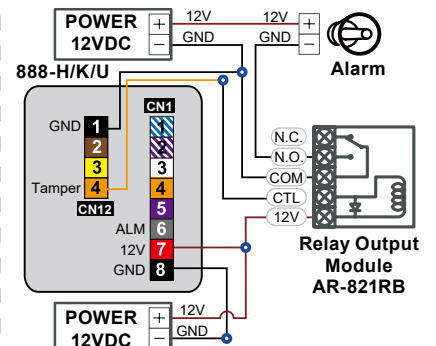 POWER + 12V 12V +
12VDC − GND GND −
Alarm
888-H/K/U
CN1
GND 1 1
2 2
3 3
Tamper 4 4
CN12 5
ALM 6
12V 7
GND 8
N.C.
N.O.
COM
CTL
12V
Relay Output
Module
AR-821RB
POWER + 12V
12VDC − GND